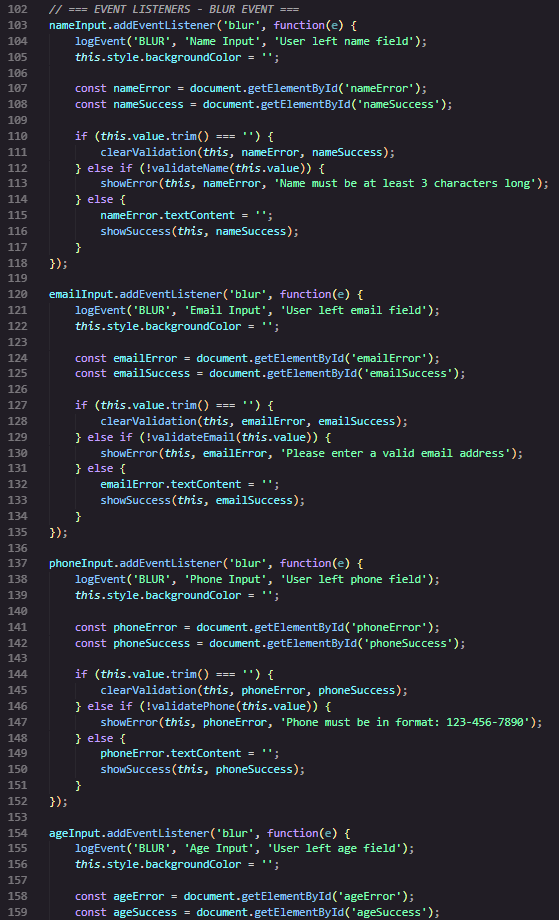 102 // === EVENT LISTENERS - BLUR EVENT ===
103 nameInput.addEventListener('blur', function(e) {
104     logEvent('BLUR', 'Name Input', 'User left name field');
105     this.style.backgroundColor = '';
106
107     const nameError = document.getElementById('nameError');
108     const nameSuccess = document.getElementById('nameSuccess');
109
110     if (this.value.trim() === '') {
111         clearValidation(this, nameError, nameSuccess);
112     } else if (!validateName(this.value)) {
113         showError(this, nameError, 'Name must be at least 3 characters long');
114     } else {
115         nameError.textContent = '';
116         showSuccess(this, nameSuccess);
117     }
118 });
119
120 emailInput.addEventListener('blur', function(e) {
121     logEvent('BLUR', 'Email Input', 'User left email field');
122     this.style.backgroundColor = '';
123
124     const emailError = document.getElementById('emailError');
125     const emailSuccess = document.getElementById('emailSuccess');
126
127     if (this.value.trim() === '') {
128         clearValidation(this, emailError, emailSuccess);
129     } else if (!validateEmail(this.value)) {
130         showError(this, emailError, 'Please enter a valid email address');
131     } else {
132         emailError.textContent = '';
133         showSuccess(this, emailSuccess);
134     }
135 });
136
137 phoneInput.addEventListener('blur', function(e) {
138     logEvent('BLUR', 'Phone Input', 'User left phone field');
139     this.style.backgroundColor = '';
140
141     const phoneError = document.getElementById('phoneError');
142     const phoneSuccess = document.getElementById('phoneSuccess');
143
144     if (this.value.trim() === '') {
145         clearValidation(this, phoneError, phoneSuccess);
146     } else if (!validatePhone(this.value)) {
147         showError(this, phoneError, 'Phone must be in format: 123-456-7890');
148     } else {
149         phoneError.textContent = '';
150         showSuccess(this, phoneSuccess);
151     }
152 });
153
154 ageInput.addEventListener('blur', function(e) {
155     logEvent('BLUR', 'Age Input', 'User left age field');
156     this.style.backgroundColor = '';
157
158     const ageError = document.getElementById('ageError');
159     const ageSuccess = document.getElementById('ageSuccess');